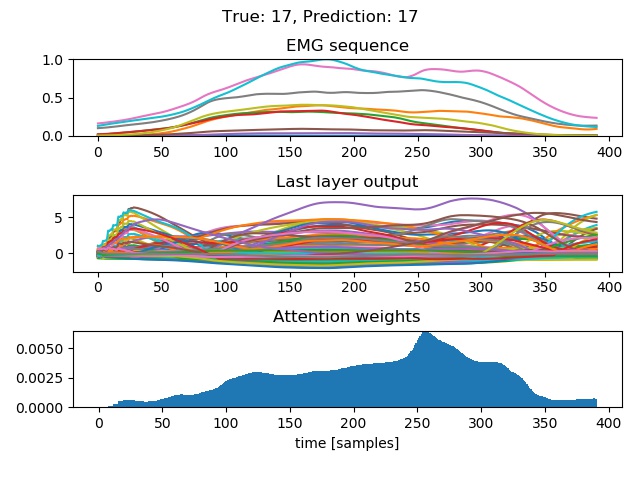 True: 17, Prediction: 17
EMG sequence
1.0
0.5
0.0
0 50 100 150 200 250 300 350 400
Last layer output
5
0
0 50 100 150 200 250 300 350 400
Attention weights
0.0050
0.0025
0.0000
0 50 100 150 200 250 300 350 400
time [samples]